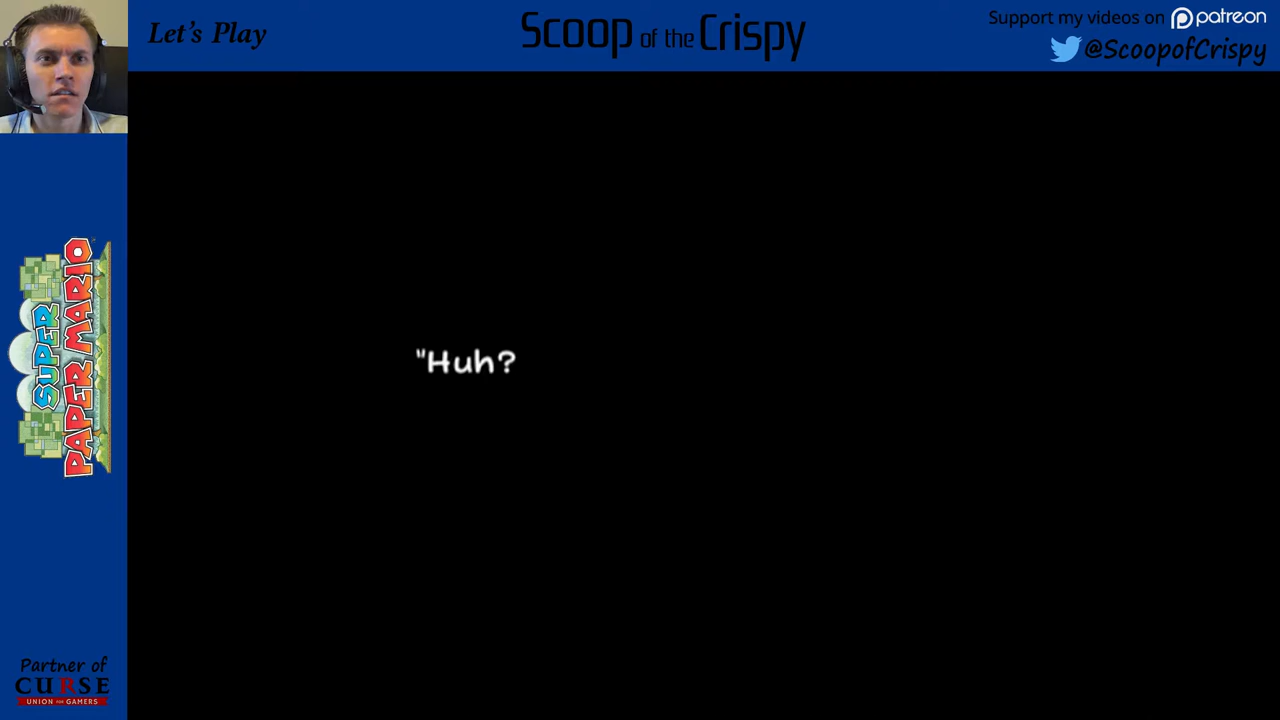 Let's Play
Scoop of the Crispy
Support my videos on patreon
@ScoopofCrispy
"Huh?
SUPER
PAPER MARIO
Partner of
CURSE
UNION FOR GAMERS